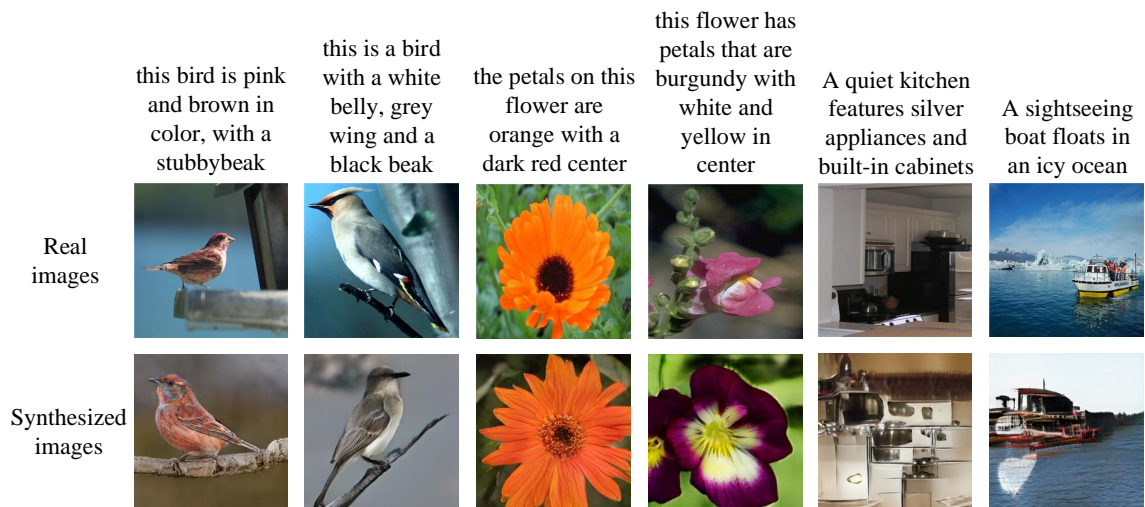 this bird is pink
and brown in
color, with a
stubbybeak
this is a bird
with a white
belly, grey
wing and a
black beak
the petals on this
flower are
orange with a
dark red center
this flower has
petals that are
burgundy with
white and
yellow in
center
A quiet kitchen
features silver
appliances and
built-in cabinets
A sightseeing
boat floats in
an icy ocean
Real
images
Synthesized
images